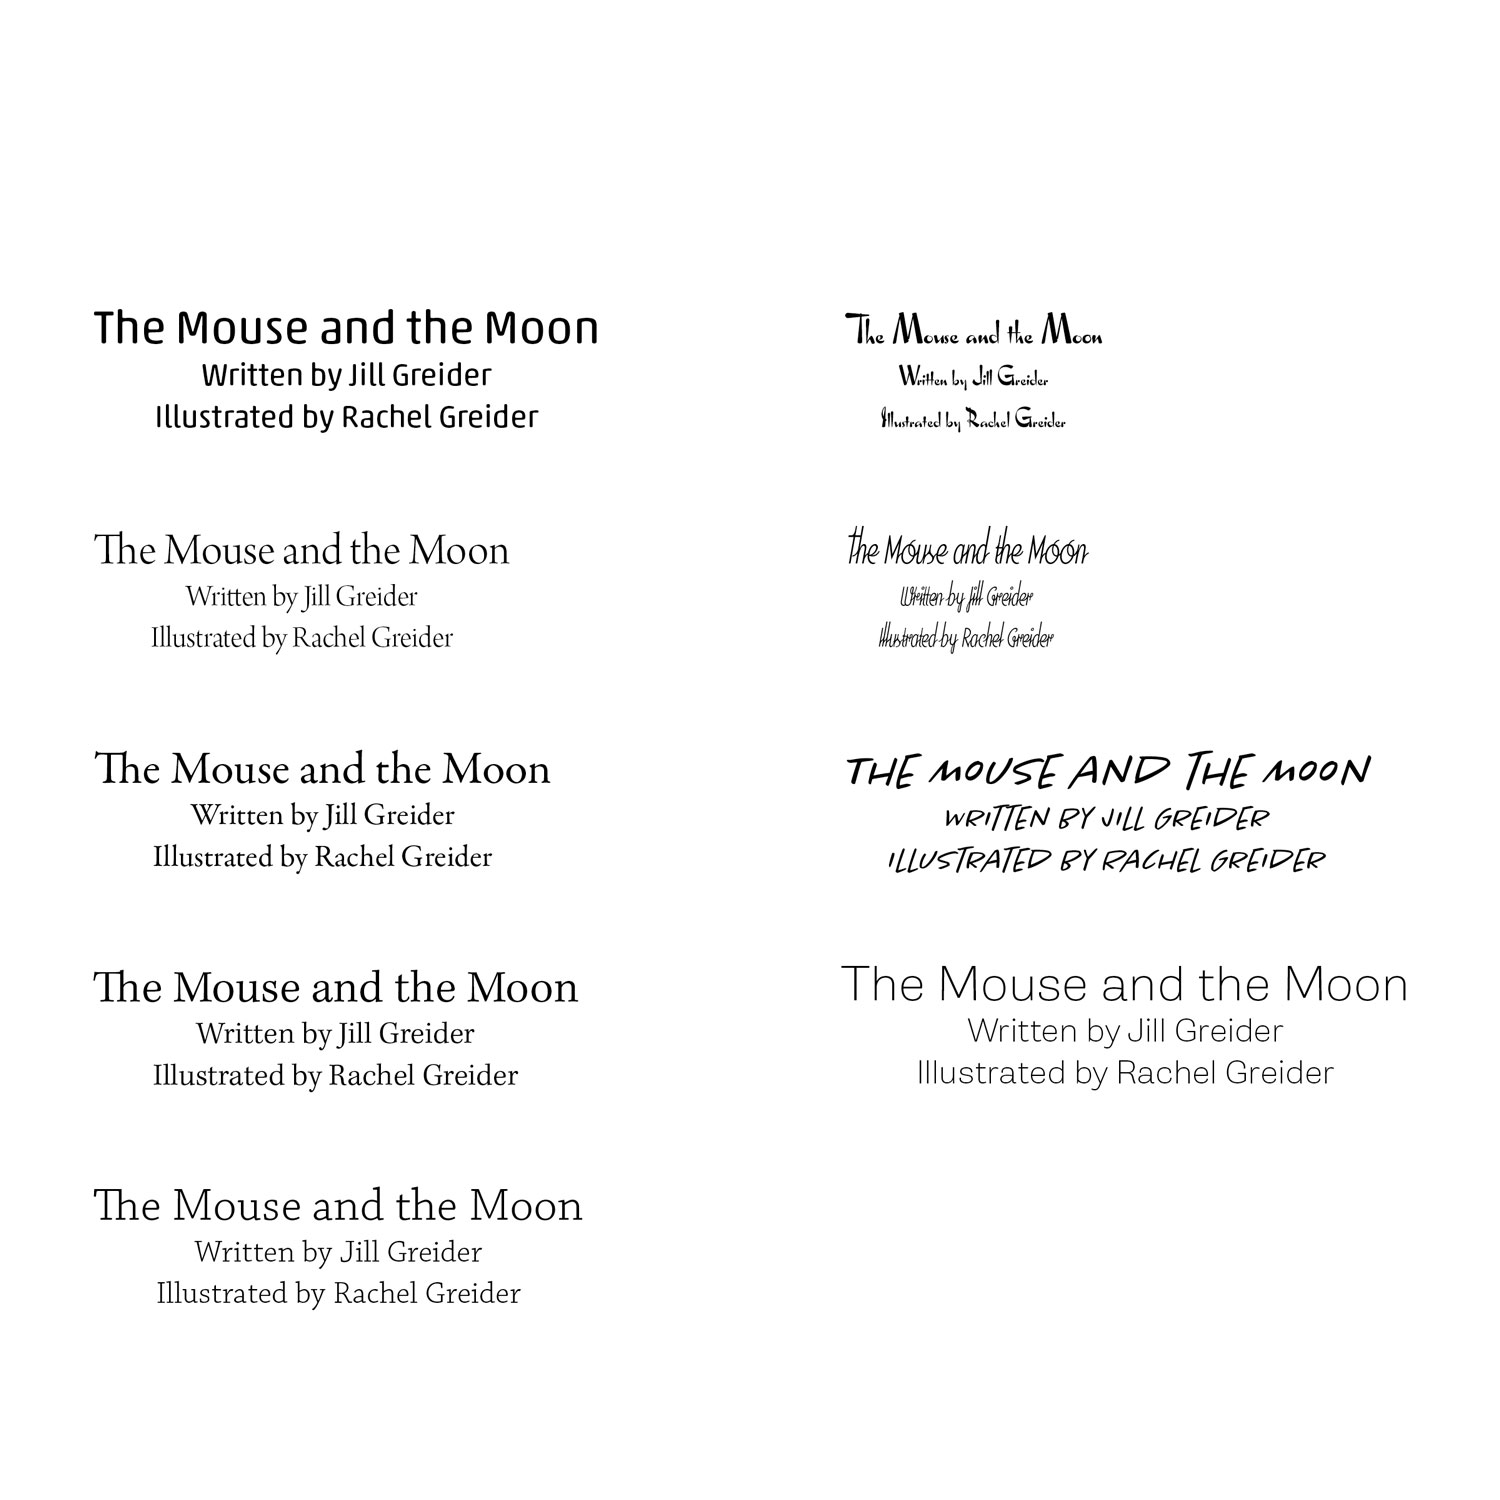 The Mouse and the Moon
Written by Jill Greider
Illustrated by Rachel Greider
The Mouse and the Moon
Written by Jill Greider
Illustrated by Rachel Greider
The Mouse and the Moon
Written by Jill Greider
Illustrated by Rachel Greider
The Mouse and the Moon
Written by Jill Greider
Illustrated by Rachel Greider
The Mouse and the Moon
Written by Jill Greider
Illustrated by Rachel Greider
The Mouse and the Moon
Written by Jill Greider
Illustrated by Rachel Greider
the Mouse and the Moon
Written by Jill Greider
Illustrated by Rachel Greider
THE MOUSE AND THE MOON
WRITTEN BY JILL GREIDER
ILLUSTRATED BY RACHEL GREIDER
The Mouse and the Moon
Written by Jill Greider
Illustrated by Rachel Greider